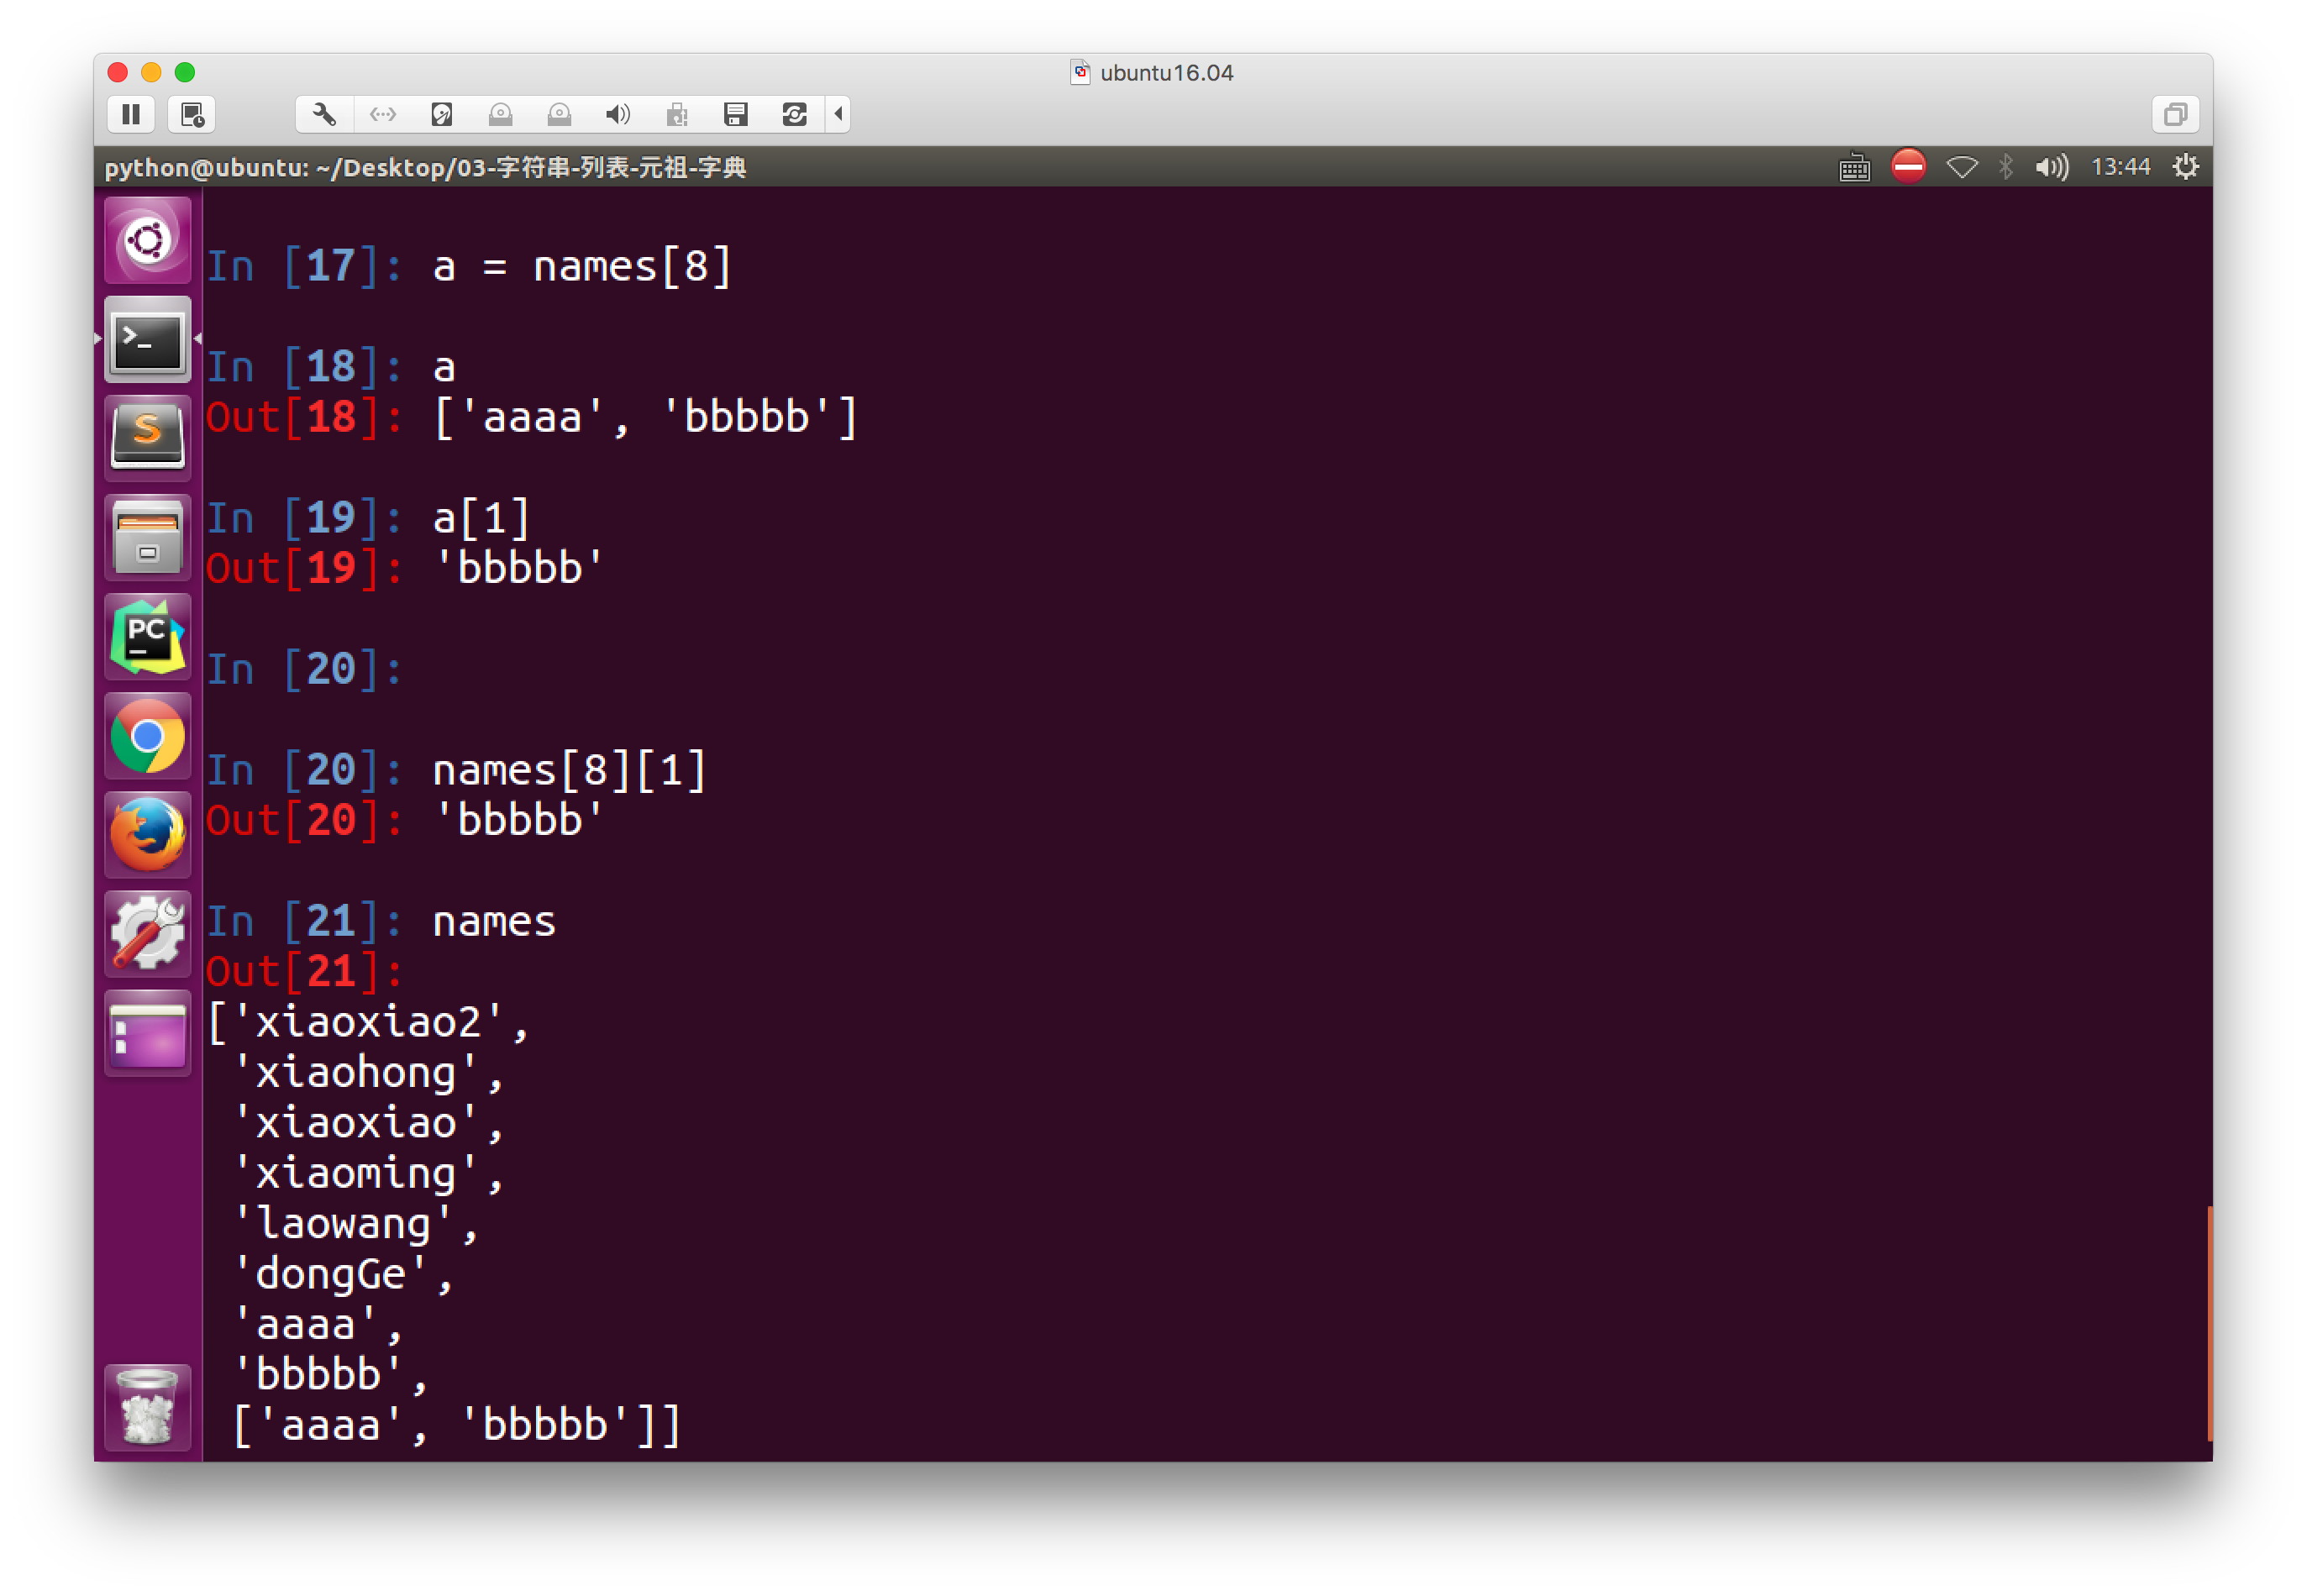 ubuntu16.04
python@ubuntu: ~/Desktop/03-字符串-列表-元祖-字典
13:44
In [17]: a = names[8]
In [18]: a
Out[18]: ['aaaa', 'bbbbb']
In [19]: a[1]
Out[19]: 'bbbbb'
In [20]:
In [20]: names[8][1]
Out[20]: 'bbbbb'
In [21]: names
Out[21]:
['xiaoxiao2',
'xiaohong',
'xiaoxiao',
'xiaoming',
'laowang',
'dongGe',
'aaaa',
'bbbbb',
['aaaa', 'bbbbb']]
>_
S
PC